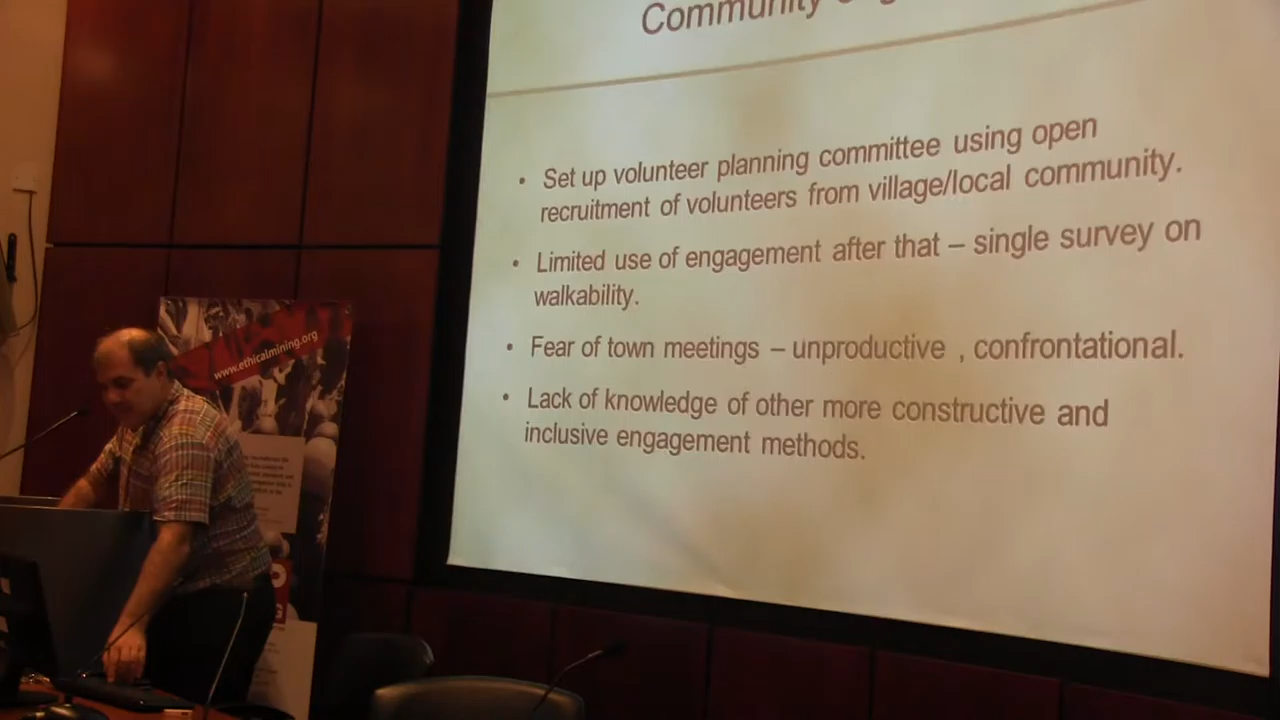 Community
• Set up volunteer planning committee using open
recruitment of volunteers from village/local community.
• Limited use of engagement after that – single survey on
walkability.
• Fear of town meetings – unproductive , confrontational.
• Lack of knowledge of other more constructive and
inclusive engagement methods.
www.ethicalmining.org